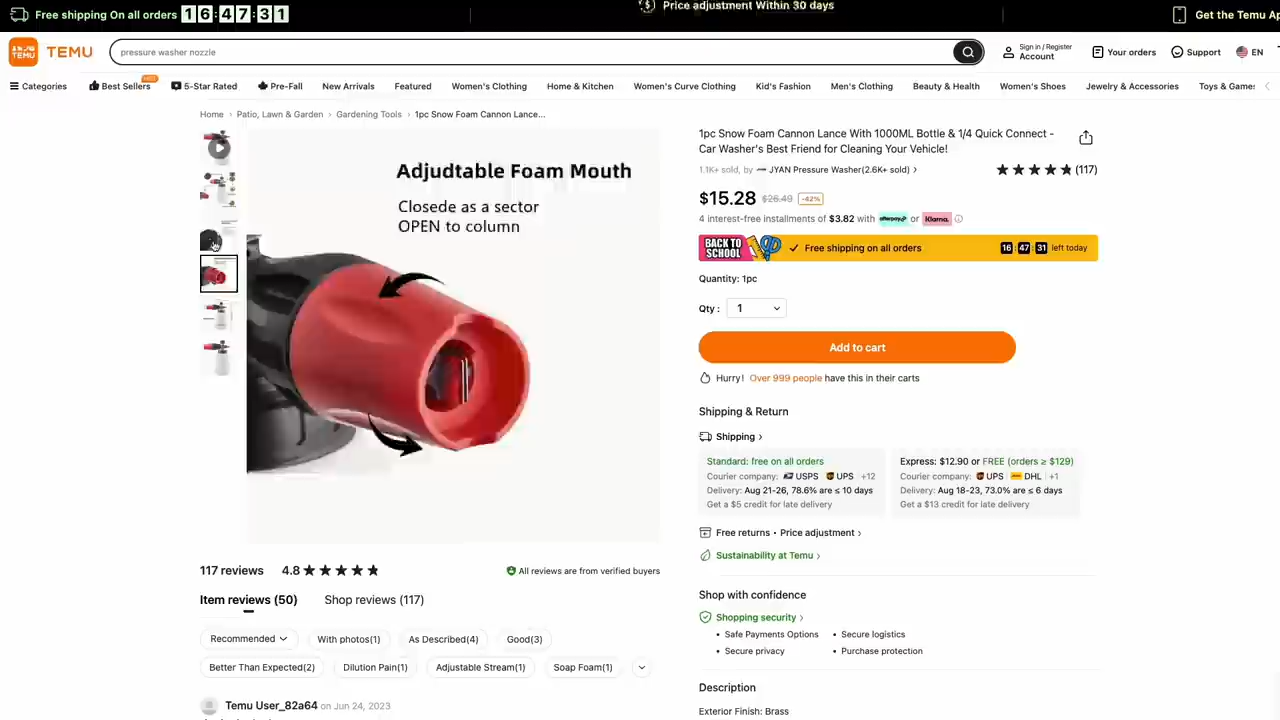 Free shipping On all orders 16:47:31
Price adjustment Within 30 days
Get the Temu Ap
TEMU
TEMU
pressure washer nozzle
Sign in / Register
Account
Your orders
Support
EN
Categories
Best Sellers
HOT
5-Star Rated
Pre-Fall
New Arrivals
Featured
Women's Clothing
Home & Kitchen
Women's Curve Clothing
Kid's Fashion
Men's Clothing
Beauty & Health
Women's Shoes
Jewelry & Accessories
Toys & Games
Home › Patio, Lawn & Garden › Gardening Tools › 1pc Snow Foam Cannon Lance...
Adjudtable Foam Mouth
Closede as a sector
OPEN to column
1pc Snow Foam Cannon Lance With 1000ML Bottle & 1/4 Quick Connect -
Car Washer's Best Friend for Cleaning Your Vehicle!
1.1K+ sold, by JYAN Pressure Washer(2.6K+ sold) ›
(117)
$15.28 $26.49 -42%
4 interest-free installments of $3.82 with afterpay or Klarna.
BACK TO
SCHOOL
Free shipping on all orders
16:47:31 left today
Quantity: 1pc
Qty : 1
Add to cart
Hurry! Over 999 people have this in their carts
Shipping & Return
Shipping ›
Standard: free on all orders
Courier company: USPS UPS +12
Delivery: Aug 21-26, 78.6% are ≤ 10 days
Get a $5 credit for late delivery
Express: $12.90 or FREE (orders ≥ $129)
Courier company: UPS DHL +1
Delivery: Aug 18-23, 73.0% are ≤ 6 days
Get a $13 credit for late delivery
Free returns • Price adjustment ›
Sustainability at Temu ›
Shop with confidence
Shopping security ›
• Safe Payments Options
• Secure logistics
• Secure privacy
• Purchase protection
Description
Exterior Finish: Brass
117 reviews 4.8
All reviews are from verified buyers
Item reviews (50)
Shop reviews (117)
Recommended
With photos(1)
As Described(4)
Good(3)
Better Than Expected(2)
Dilution Pain(1)
Adjustable Stream(1)
Soap Foam(1)
Temu User_82a64 on Jun 24, 2023